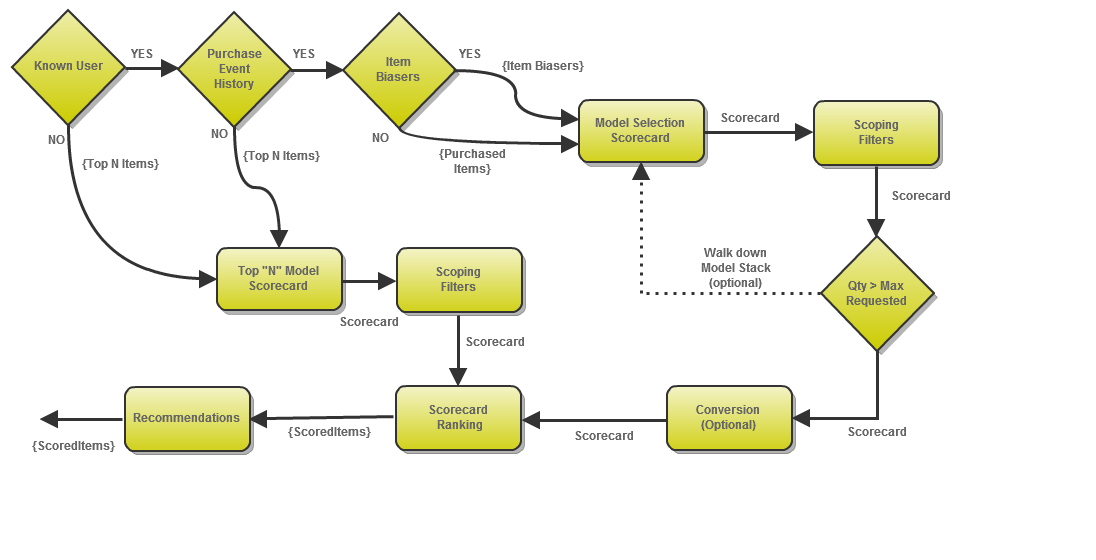 Known User
YES
Purchase
Event
History
YES
Item
Biasers
YES
{Item Biasers}
NO
{Top N Items}
NO
{Top N Items}
NO
{Purchased
Items}
Model Selection
Scorecard
Scorecard
Scoping
Filters
Scorecard
Walk down
Model Stack
(optional)
Qty > Max
Requested
Top "N" Model
Scorecard
Scorecard
Scoping
Filters
Scorecard
Scorecard
Conversion
(Optional)
Scorecard
Scorecard
Ranking
{ScoredItems}
Recommendations
{ScoredItems}